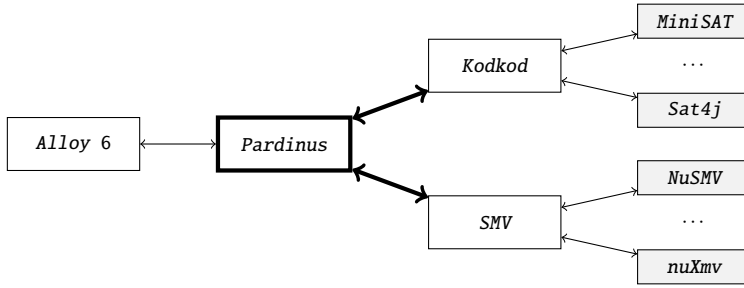 MiniSAT
Kodkod
...
Sat4j
Alloy 6
Pardinus
NuSMV
SMV
...
nuXmv